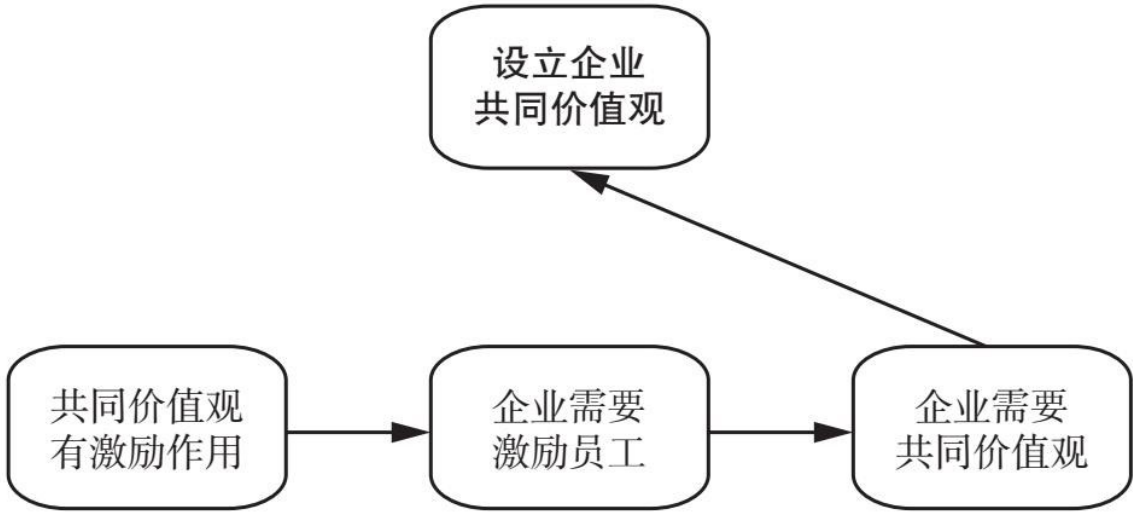 设立企业
共同价值观
共同价值观
有激励作用
企业需要
激励员工
企业需要
共同价值观